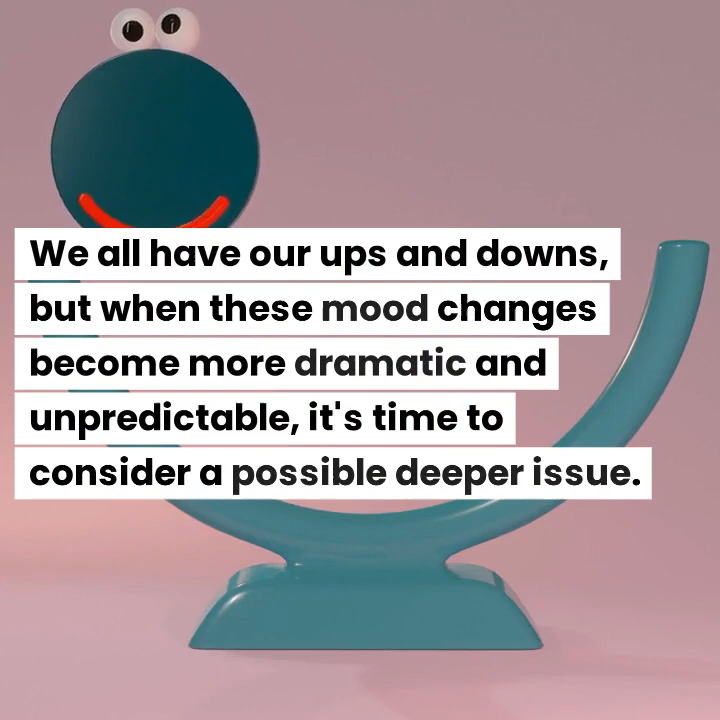 We all have our ups and downs,
but when these mood changes
become more dramatic and
unpredictable, it's time to
consider a possible deeper issue.